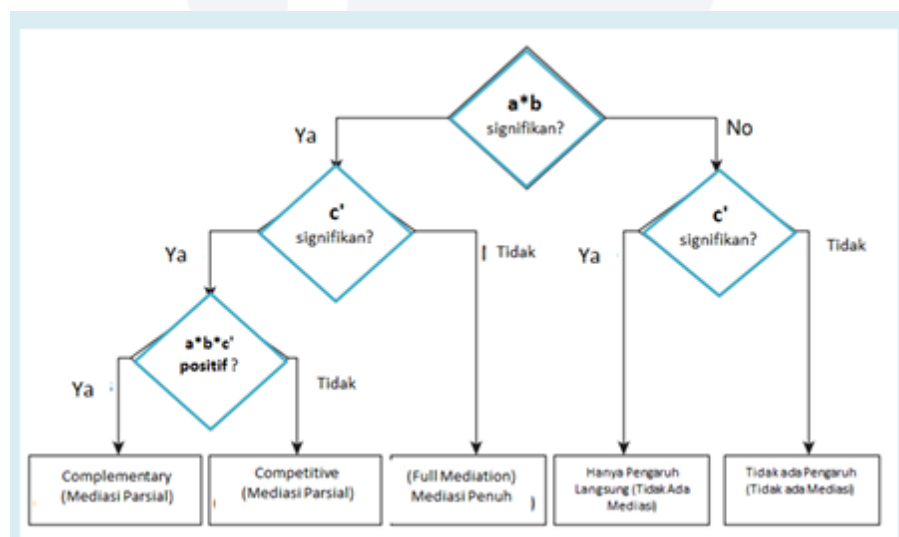 a*b
signifikan?
Ya
No
c'
signifikan?
c'
signifikan?
Ya
Tidak
Ya
Tidak
a*b*c'
positif ?
Ya
Tidak
Complementary
(Mediasi Parsial)
Competitive
(Mediasi Parsial)
(Full Mediation)
Mediasi Penuh
)
Hanya Pengaruh
Langsung (Tidak Ada
Mediasi)
Tidak ada Pengaruh
(Tidak ada Mediasi)